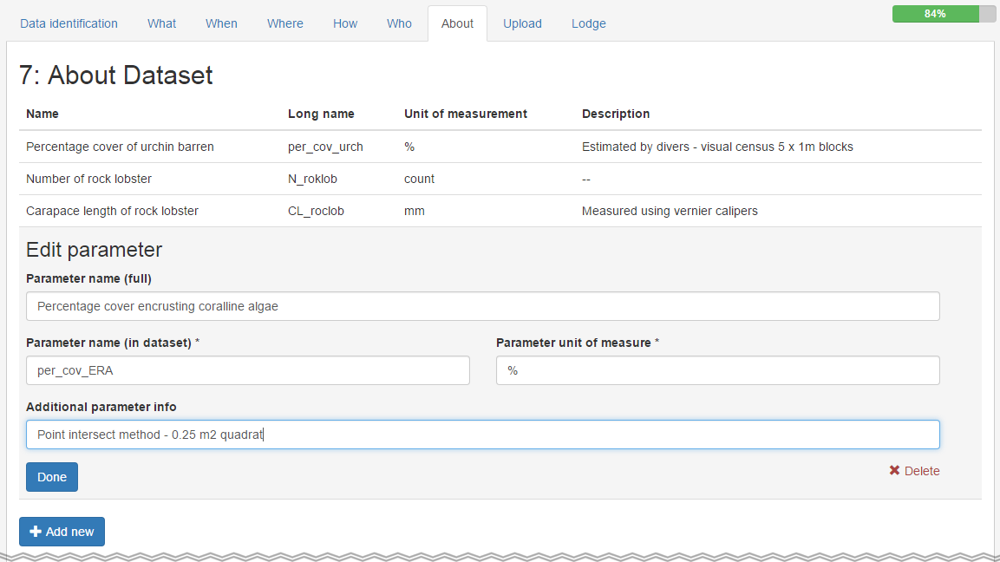 Data identification What When Where How Who About Upload Lodge 84%
7: About Dataset
Name Long name Unit of measurement Description
Percentage cover of urchin barren per_cov_urch % Estimated by divers - visual census 5 x 1m blocks
Number of rock lobster N_roklob count --
Carapace length of rock lobster CL_roclob mm Measured using vernier calipers
Edit parameter
Parameter name (full)
Percentage cover encrusting coralline algae
Parameter name (in dataset) * Parameter unit of measure *
per_cov_ERA %
Additional parameter info
Point intersect method - 0.25 m2 quadrat
Done ✖ Delete
+ Add new